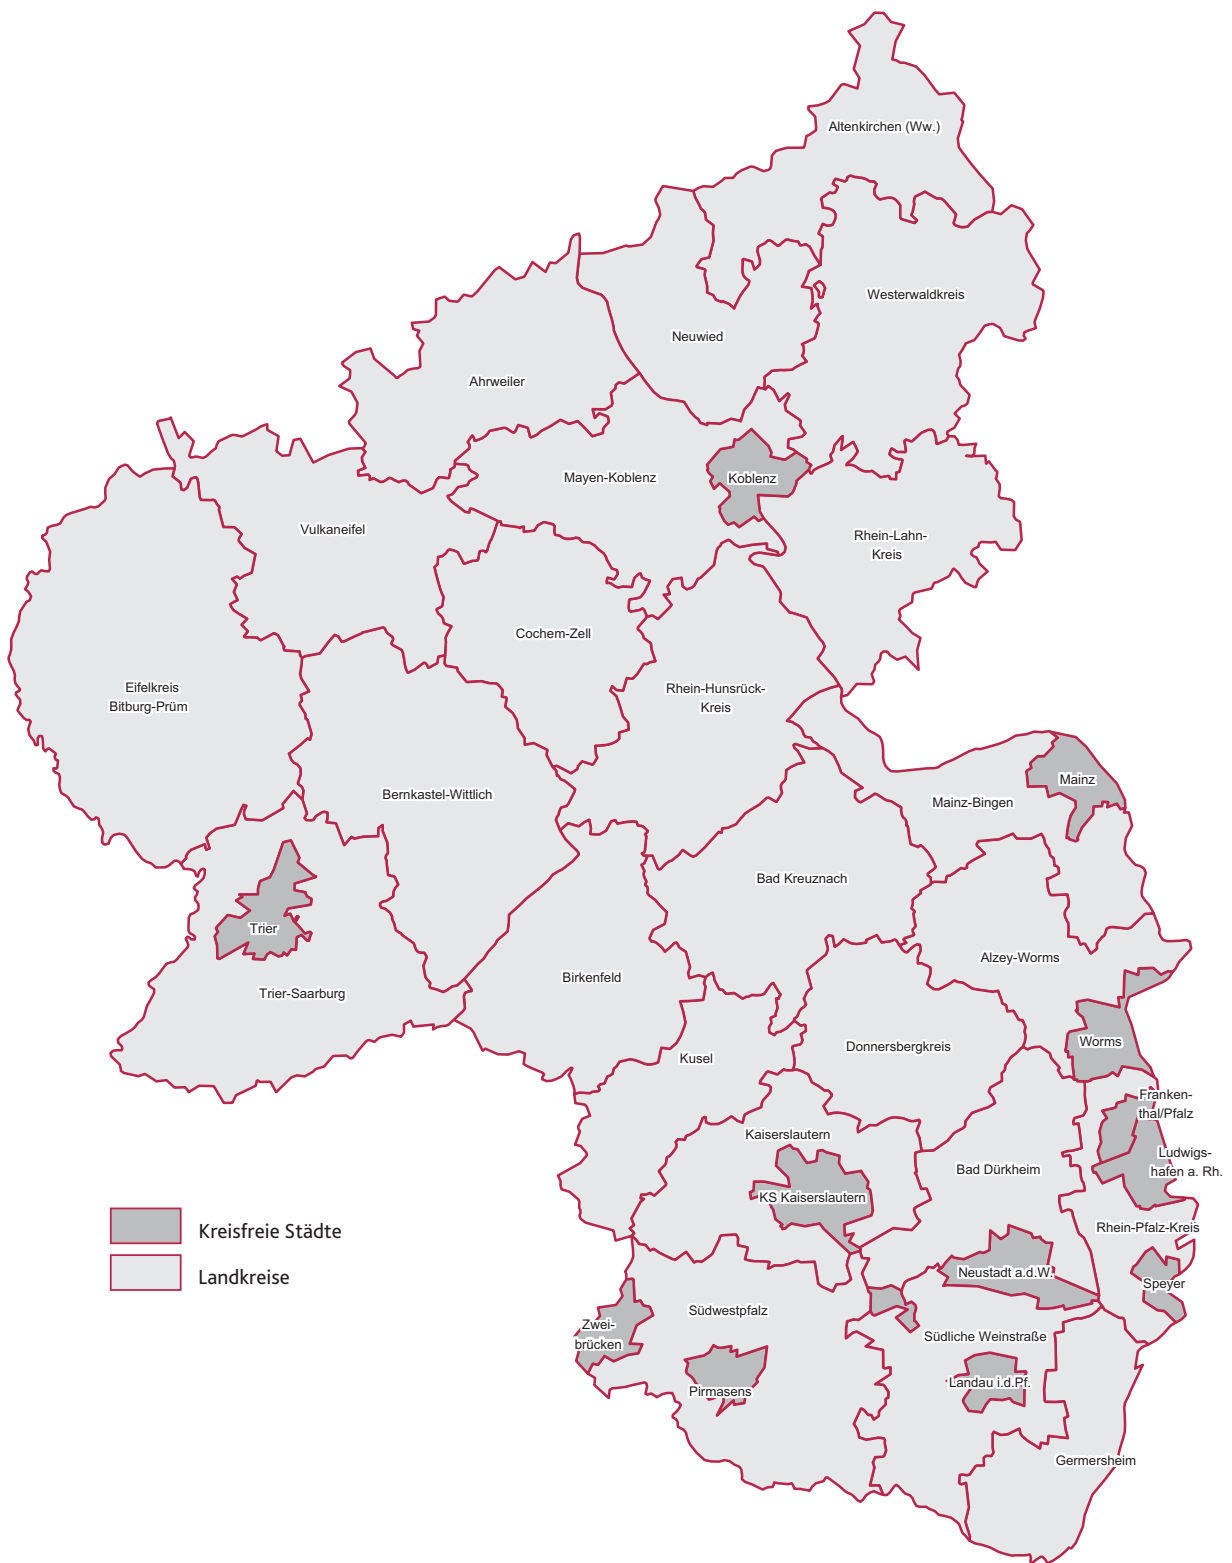 Altenkirchen (Ww.)
Westerwaldkreis
Neuwied
Ahrweiler
Mayen-Koblenz
Koblenz
Vulkaneifel
Rhein-Lahn-
Kreis
Cochem-Zell
Eifelkreis
Bitburg-Prüm
Rhein-Hunsrück-
Kreis
Mainz
Bernkastel-Wittlich
Mainz-Bingen
Bad Kreuznach
Trier
Alzey-Worms
Birkenfeld
Trier-Saarburg
Worms
Donnersbergkreis
Kusel
Franken-
thal/Pfalz
Kaiserslautern
Ludwigs-
hafen a. Rh.
Bad Dürkheim
KS Kaiserslautern
Rhein-Pfalz-Kreis
Kreisfreie Städte
Landkreise
Neustadt a.d.W.
Speyer
Südwestpfalz
Zwei-
brücken
Südliche Weinstraße
Landau i.d.Pf.
Pirmasens
Germersheim